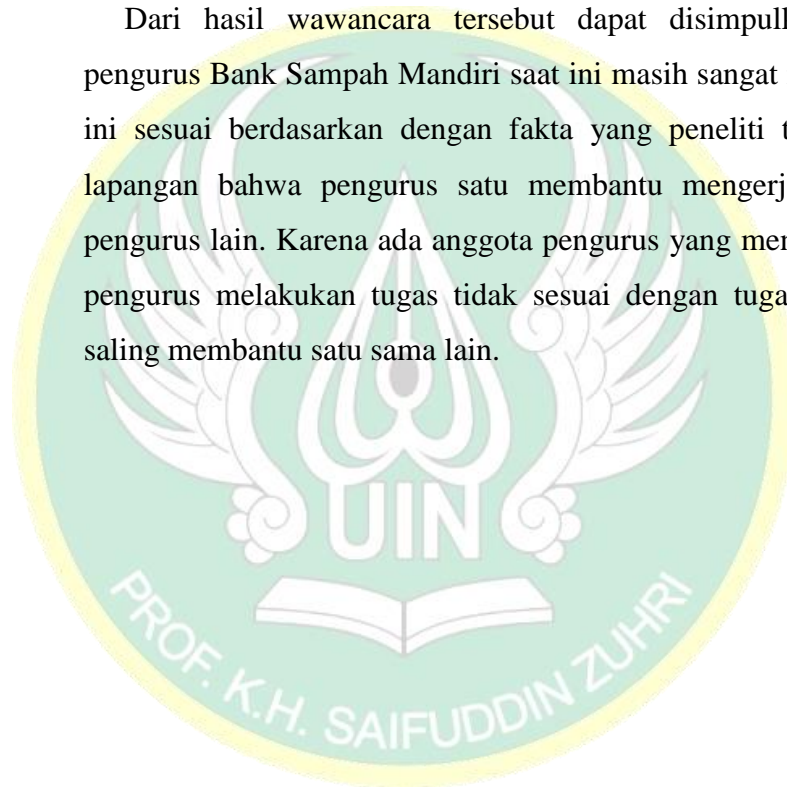 Dari hasil wawancara tersebut dapat
pengurus Bank Sampah Mandiri saat ini masih sangat
ini sesuai berdasarkan dengan fakta yang peneliti
lapangan bahwa pengurus satu membantu
pengurus lain. Karena ada anggota pengurus yang
pengurus melakukan tugas tidak sesuai dengan
saling membantu satu sama lain.
UIN
PROF. K.H. SAIFUDDIN ZUHRI